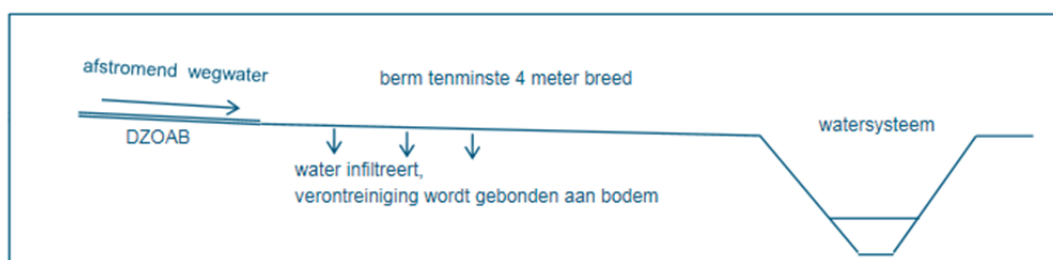 afstromend wegwater
berm tenminste 4 meter breed
watersysteem
DZOAB
water infiltreert,
verontreiniging wordt gebonden aan bodem